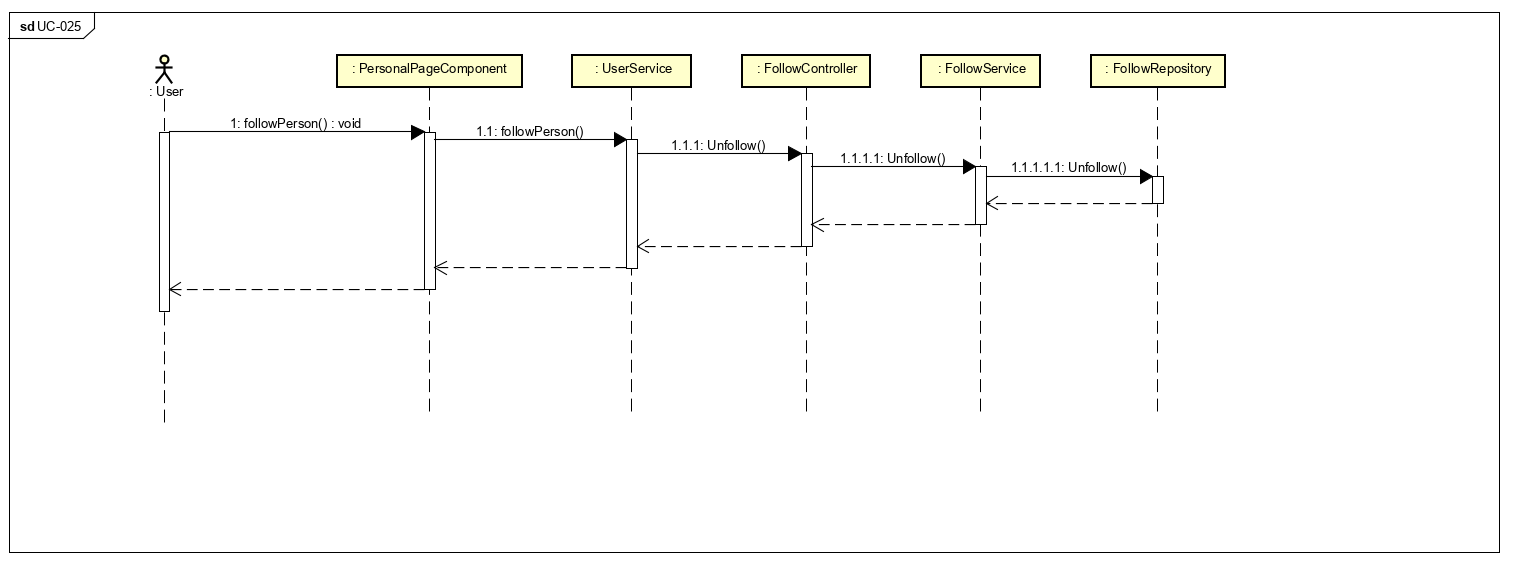 sd UC-025
: User
: PersonalPageComponent
: UserService
: FollowController
: FollowService
: FollowRepository
1: followPerson() : void
1.1: followPerson()
1.1.1: Unfollow()
1.1.1.1: Unfollow()
1.1.1.1.1: Unfollow()